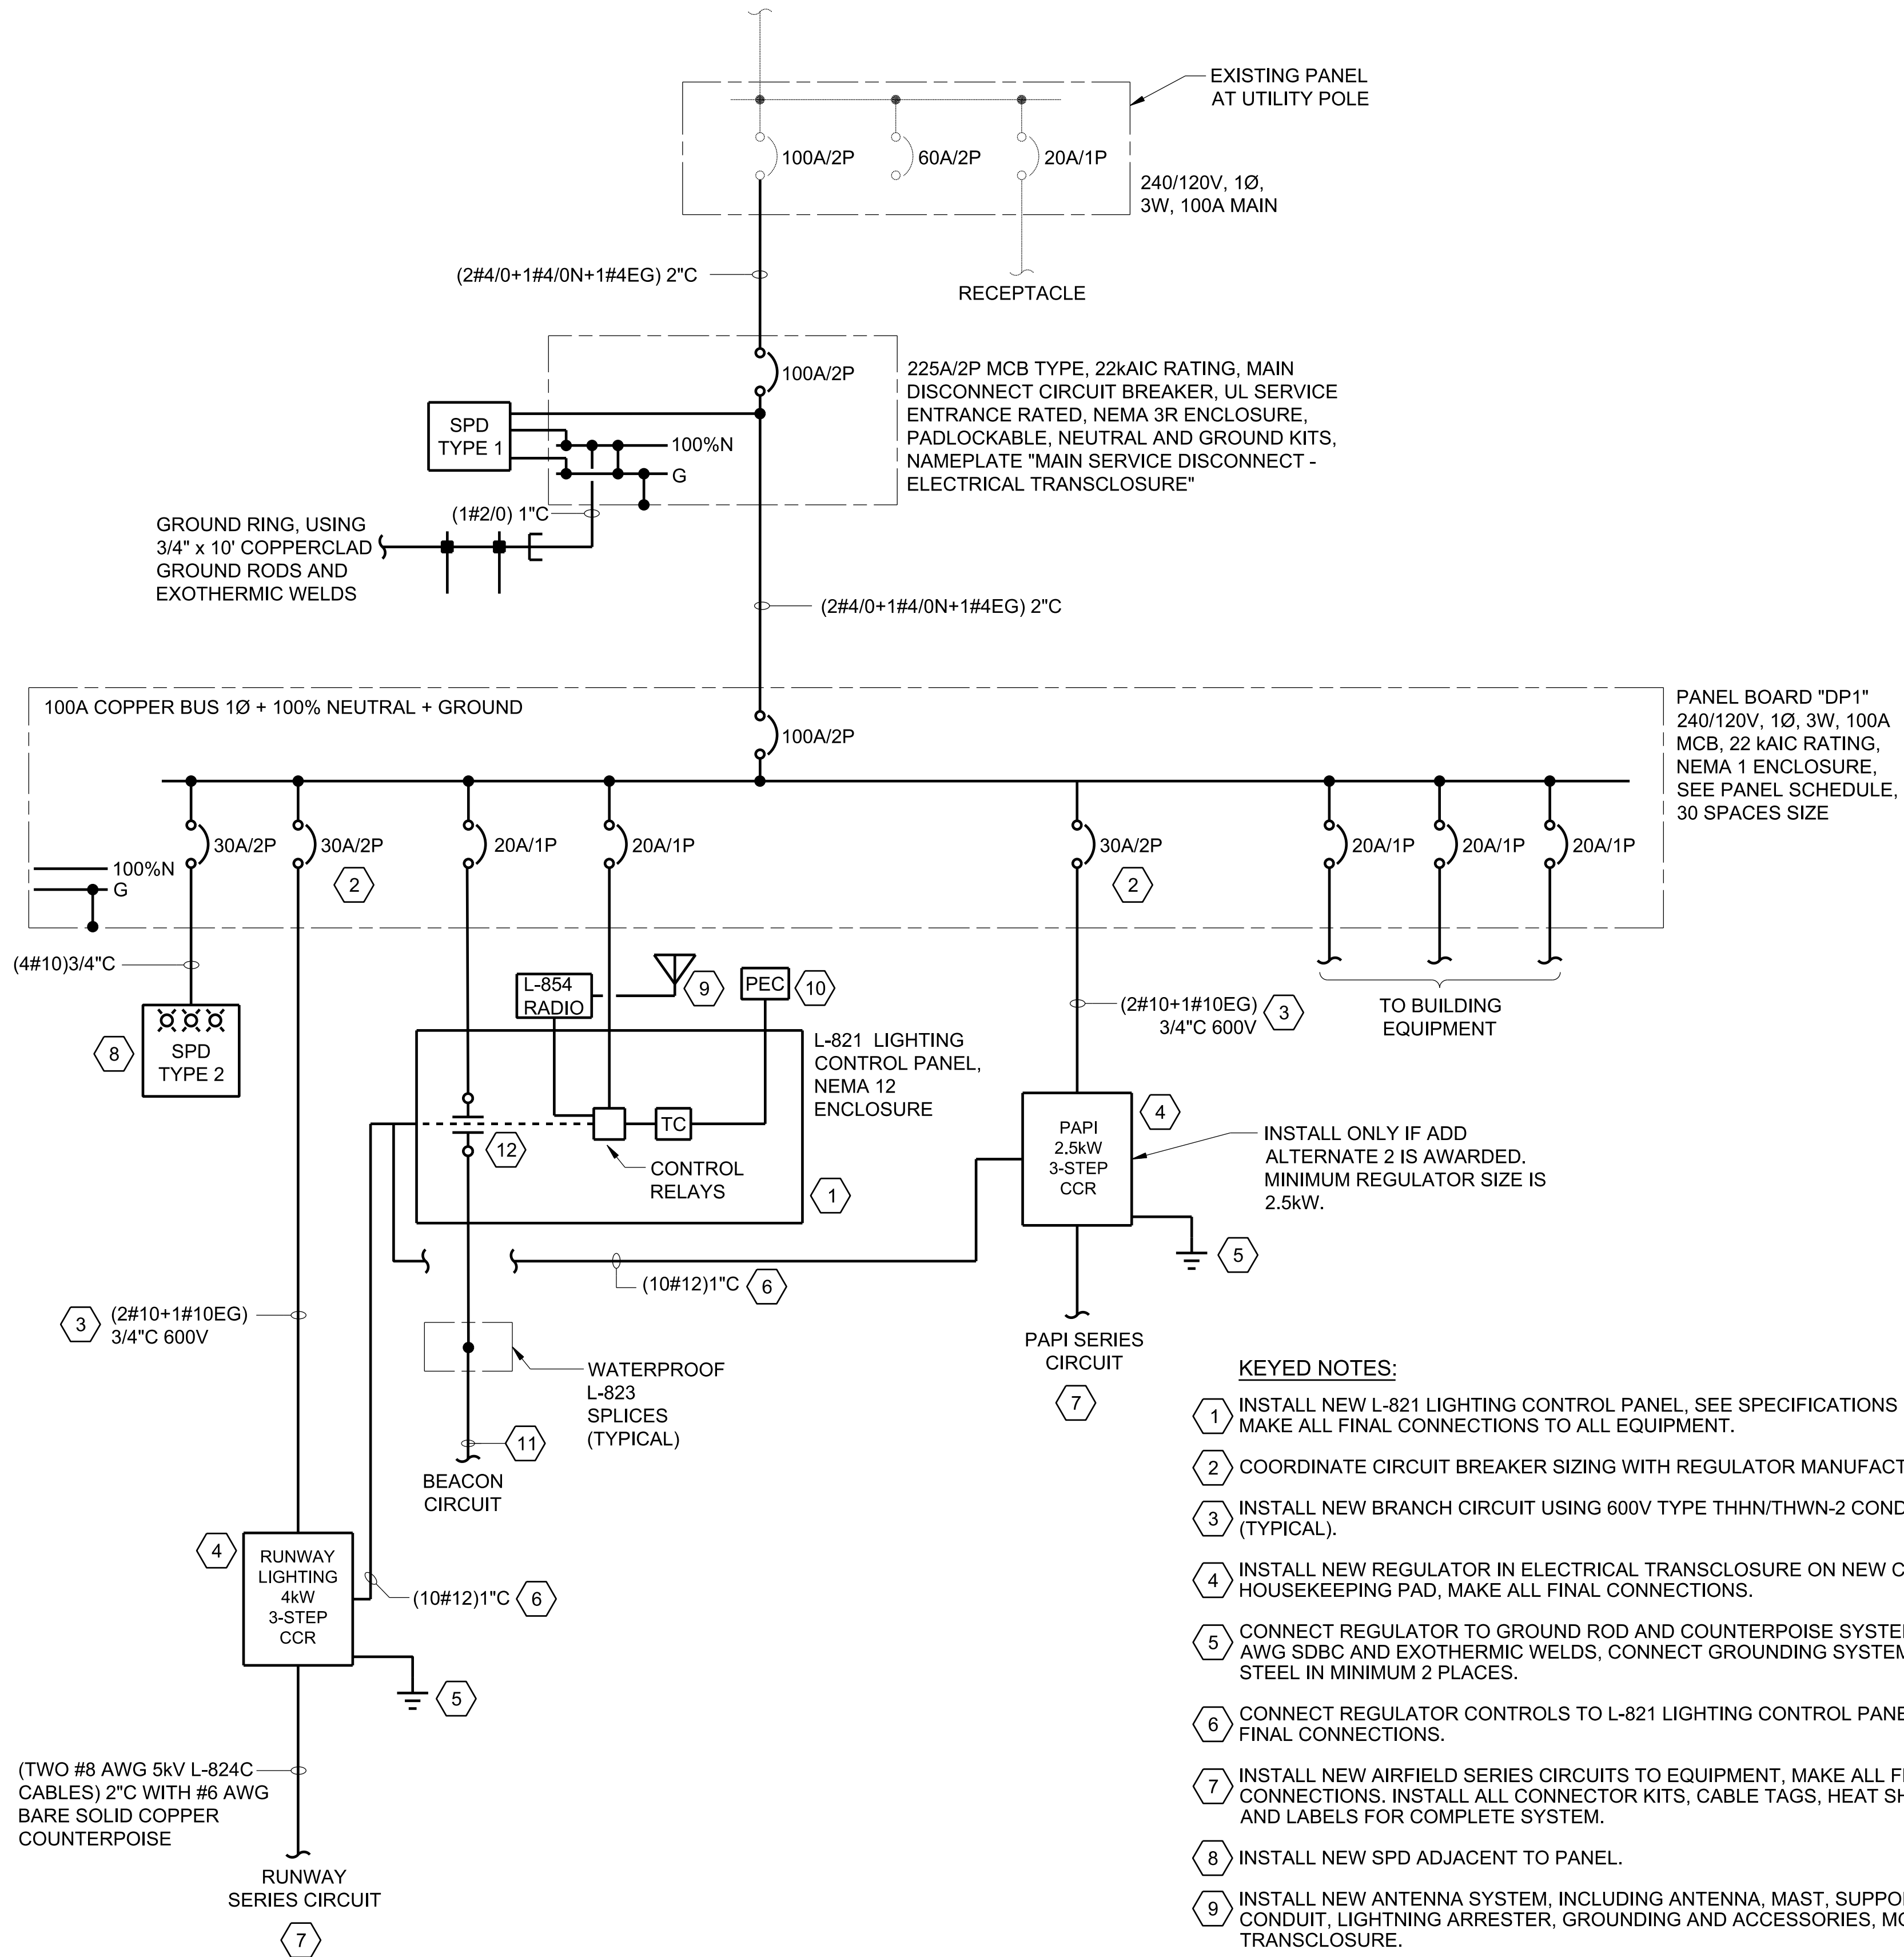 EXISTING PANEL
AT UTILITY POLE
100A/2P
60A/2P
20A/1P
240/120V, 1Ø,
3W, 100A MAIN
(2#4/0+1#4/0N+1#4EG) 2"C
RECEPTACLE
100A/2P
225A/2P MCB TYPE, 22kAIC RATING, MAIN
DISCONNECT CIRCUIT BREAKER, UL SERVICE
ENTRANCE RATED, NEMA 3R ENCLOSURE,
PADLOCKABLE, NEUTRAL AND GROUND KITS,
NAMEPLATE "MAIN SERVICE DISCONNECT -
ELECTRICAL TRANSCLOSURE"
SPD
TYPE 1
100%N
G
(1#2/0) 1"C
GROUND RING, USING
3/4" x 10' COPPERCLAD
GROUND RODS AND
EXOTHERMIC WELDS
(2#4/0+1#4/0N+1#4EG) 2"C
100A COPPER BUS 1Ø + 100% NEUTRAL + GROUND
100A/2P
PANEL BOARD "DP1"
240/120V, 1Ø, 3W, 100A
MCB, 22 kAIC RATING,
NEMA 1 ENCLOSURE,
SEE PANEL SCHEDULE,
30 SPACES SIZE
30A/2P
30A/2P
2
20A/1P
20A/1P
30A/2P
2
20A/1P
20A/1P
20A/1P
100%N
G
(4#10)3/4"C
SPD
TYPE 2
8
L-854
RADIO
9
PEC
10
L-821 LIGHTING
CONTROL PANEL,
NEMA 12
ENCLOSURE
TC
12
CONTROL
RELAYS
1
(2#10+1#10EG)
3/4"C 600V
3
TO BUILDING
EQUIPMENT
PAPI
2.5kW
3-STEP
CCR
4
INSTALL ONLY IF ADD
ALTERNATE 2 IS AWARDED.
MINIMUM REGULATOR SIZE IS
2.5kW.
5
(10#12)1"C
6
3
(2#10+1#10EG)
3/4"C 600V
WATERPROOF
L-823
SPLICES
(TYPICAL)
11
BEACON
CIRCUIT
PAPI SERIES
CIRCUIT
7
4
RUNWAY
LIGHTING
4kW
3-STEP
CCR
(10#12)1"C
6
5
(TWO #8 AWG 5kV L-824C
CABLES) 2"C WITH #6 AWG
BARE SOLID COPPER
COUNTERPOISE
RUNWAY
SERIES CIRCUIT
7
KEYED NOTES:
1 INSTALL NEW L-821 LIGHTING CONTROL PANEL, SEE SPECIFICATIONS
MAKE ALL FINAL CONNECTIONS TO ALL EQUIPMENT.
2 COORDINATE CIRCUIT BREAKER SIZING WITH REGULATOR MANUFACT
3 INSTALL NEW BRANCH CIRCUIT USING 600V TYPE THHN/THWN-2 COND
(TYPICAL).
4 INSTALL NEW REGULATOR IN ELECTRICAL TRANSCLOSURE ON NEW C
HOUSEKEEPING PAD, MAKE ALL FINAL CONNECTIONS.
5 CONNECT REGULATOR TO GROUND ROD AND COUNTERPOISE SYSTE
AWG SDBC AND EXOTHERMIC WELDS, CONNECT GROUNDING SYSTEM
STEEL IN MINIMUM 2 PLACES.
6 CONNECT REGULATOR CONTROLS TO L-821 LIGHTING CONTROL PANE
FINAL CONNECTIONS.
7 INSTALL NEW AIRFIELD SERIES CIRCUITS TO EQUIPMENT, MAKE ALL F
CONNECTIONS. INSTALL ALL CONNECTOR KITS, CABLE TAGS, HEAT SH
AND LABELS FOR COMPLETE SYSTEM.
8 INSTALL NEW SPD ADJACENT TO PANEL.
9 INSTALL NEW ANTENNA SYSTEM, INCLUDING ANTENNA, MAST, SUPPO
CONDUIT, LIGHTNING ARRESTER, GROUNDING AND ACCESSORIES, MO
TRANSCLOSURE.